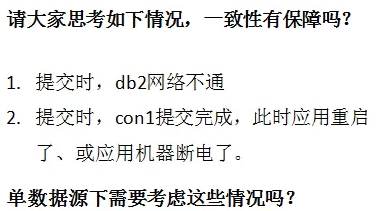 请大家思考如下情况，一致性有保障吗？
1. 提交时，db2网络不通
2. 提交时，con1提交完成，此时应用重启
了、或应用机器断电了。
单数据源下需要考虑这些情况吗？